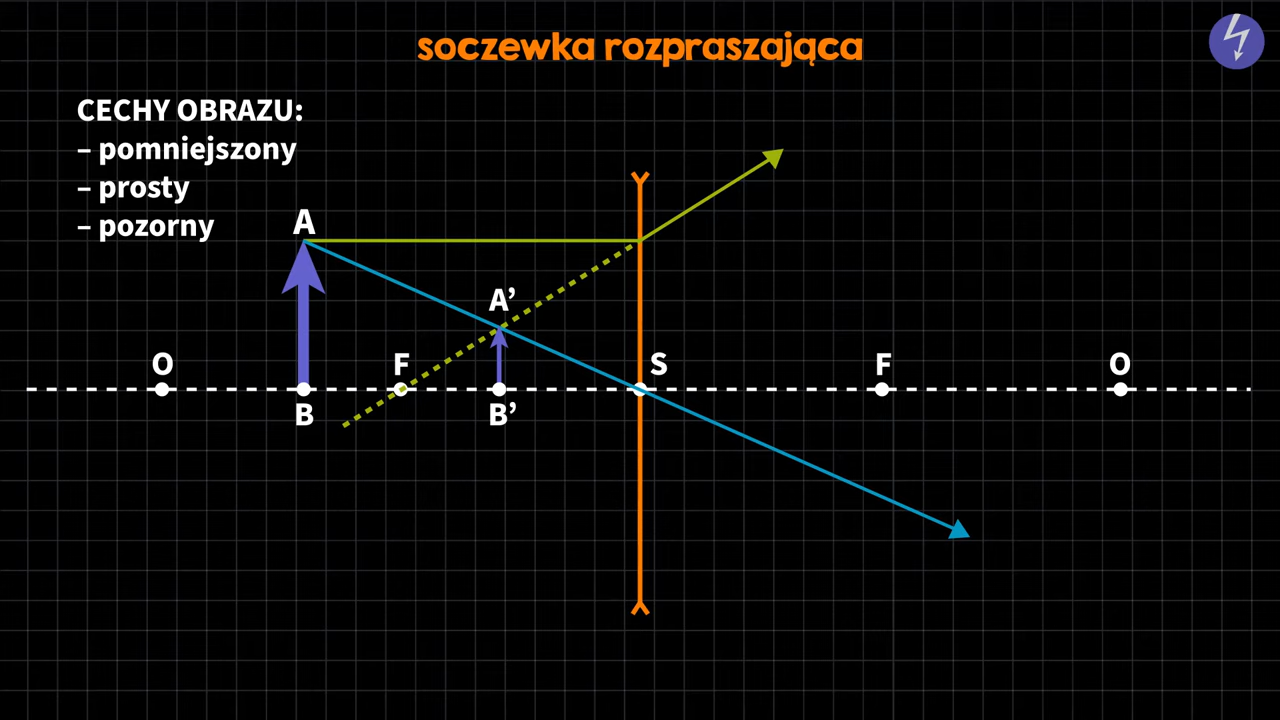 soczewka rozpraszająca
CECHY OBRAZU:
– pomniejszony
– prosty
– pozorny
A
A’
O
F
S
F
O
B
B’